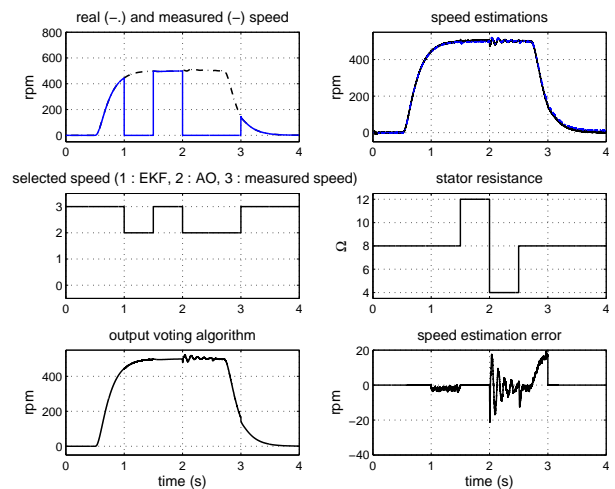 real (−.) and measured (−) speed
800
600
400
200
0
rpm
0 1 2 3 4
speed estimations
400
200
0
rpm
0 1 2 3 4
selected speed (1 : EKF, 2 : AO, 3 : measured speed)
3
2
1
0
0 1 2 3 4
stator resistance
12
10
8
6
4
Ω
0 1 2 3 4
output voting algorithm
400
200
0
rpm
0 1 2 3 4
time (s)
speed estimation error
20
0
−20
−40
rpm
0 1 2 3 4
time (s)